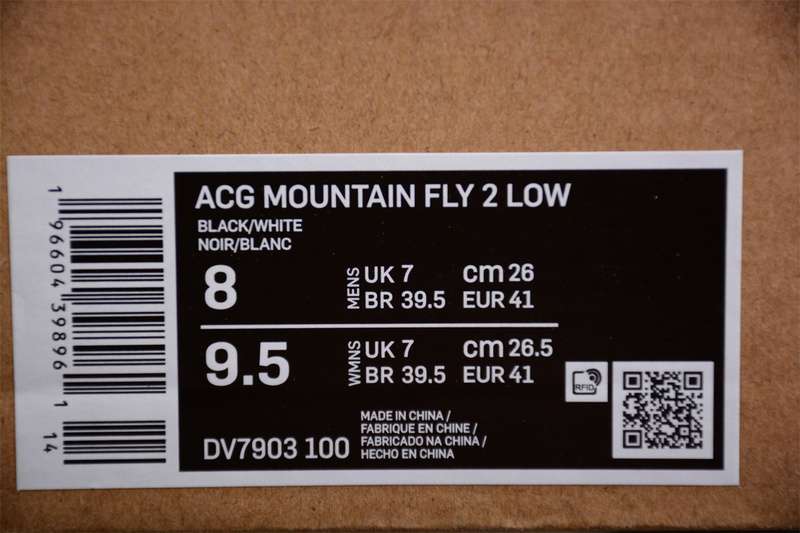 ACG MOUNTAIN FLY 2 LOW
BLACK/WHITE
NOIR/BLANC
8
MENS
UK 7 cm 26
BR 39.5 EUR 41
9.5
WMNS
UK 7 cm 26.5
BR 39.5 EUR 41
RFID
DV7903 100
MADE IN CHINA /
FABRIQUE EN CHINE /
FABRICADO NA CHINA /
HECHO EN CHINA
1 96604 39896 1 14